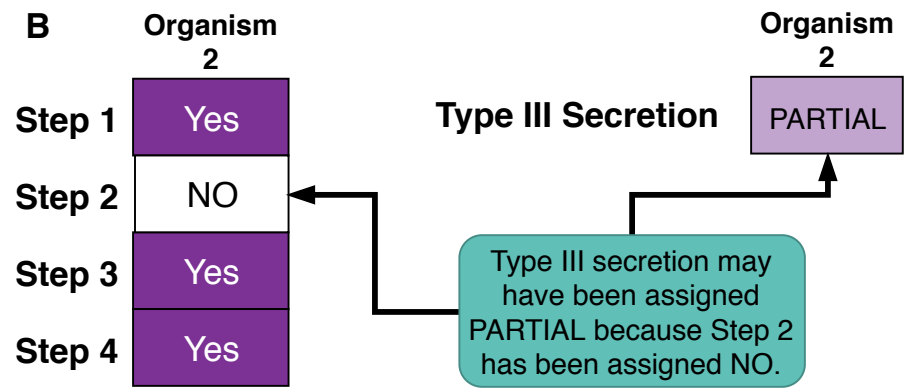 B
Organism
2
Step 1 Yes
Step 2 NO
Step 3 Yes
Step 4 Yes
Organism
2
Type III Secretion PARTIAL
Type III secretion may
have been assigned
PARTIAL because Step 2
has been assigned NO.